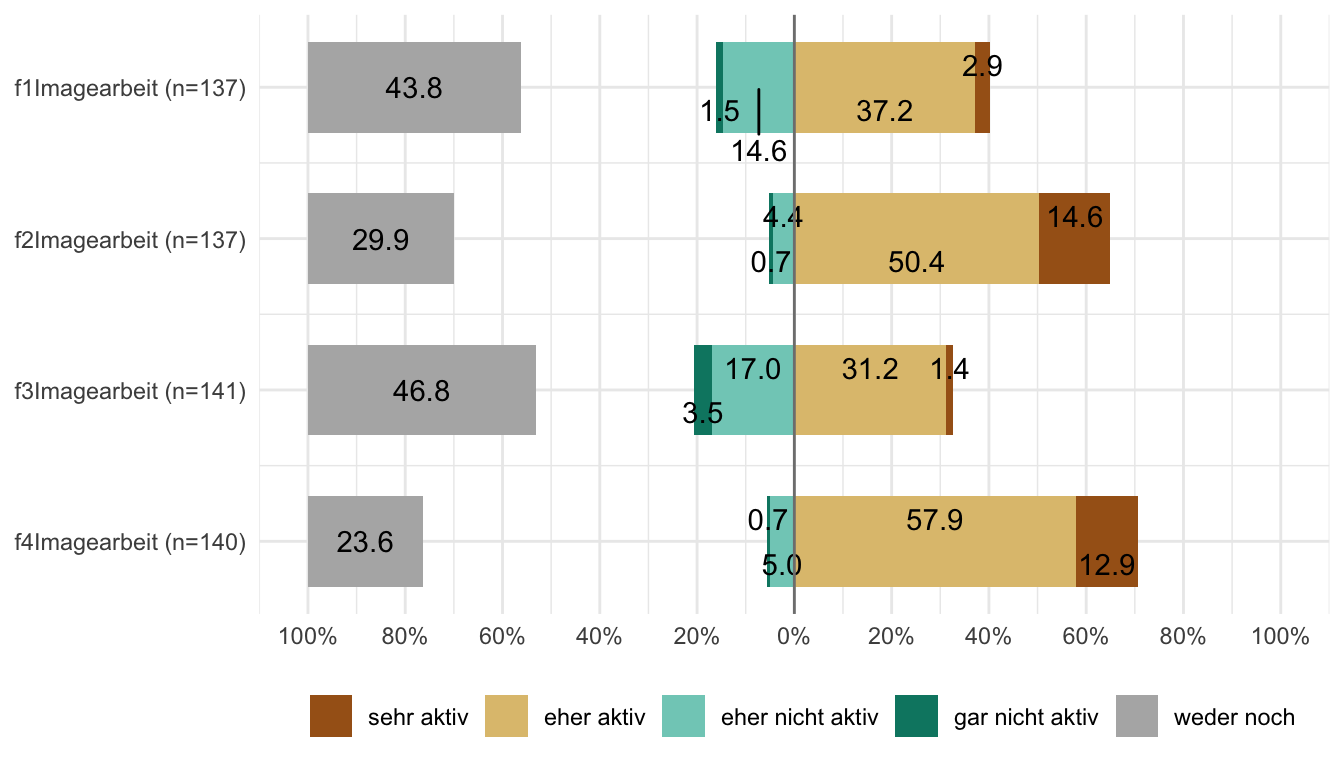 f1Imagearbeit (n=137) 43.8 1.5 14.6 37.2 2.9
f2Imagearbeit (n=137) 29.9 0.7 4.4 50.4 14.6
f3Imagearbeit (n=141) 46.8 3.5 17.0 31.2 1.4
f4Imagearbeit (n=140) 23.6 0.7 5.0 57.9 12.9
100% 80% 60% 40% 20% 0% 20% 40% 60% 80% 100%
sehr aktiv eher aktiv eher nicht aktiv gar nicht aktiv weder noch